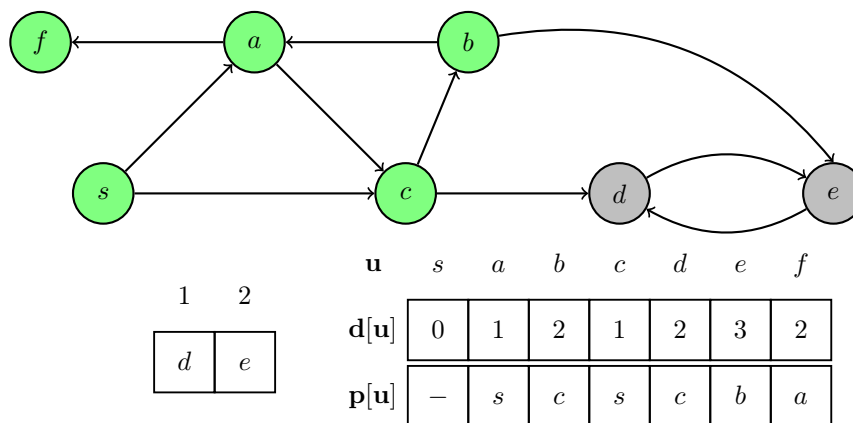 f a b
s c d e
u s a b c d e f
1 2
d[u] 0 1 2 1 2 3 2
d e
p[u] − s c s c b a